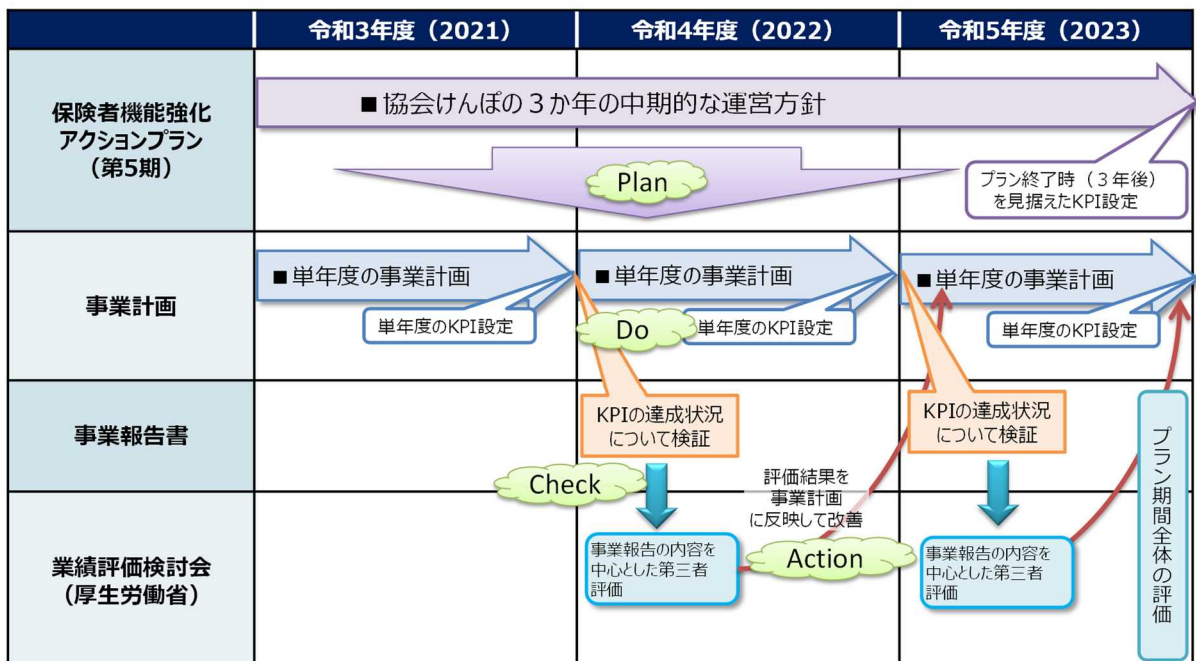 令和3年度（2021）
令和4年度（2022）
令和5年度（2023）
保険者機能強化
アクションプラン
（第5期）
■ 協会けんぽの３か年の中期的な運営方針
Plan
プラン終了時（３年後）
を見据えたKPI設定
事業計画
■ 単年度の事業計画
単年度のKPI設定
■ 単年度の事業計画
単年度のKPI設定
■ 単年度の事業計画
単年度のKPI設定
Do
事業報告書
KPIの達成状況
について検証
KPIの達成状況
について検証
Check
評価結果を
事業計画
に反映して改善
Action
業績評価検討会
（厚生労働省）
事業報告の内容を
中心とした第三者
評価
事業報告の内容を
中心とした第三者
評価
プラン期間全体の評価